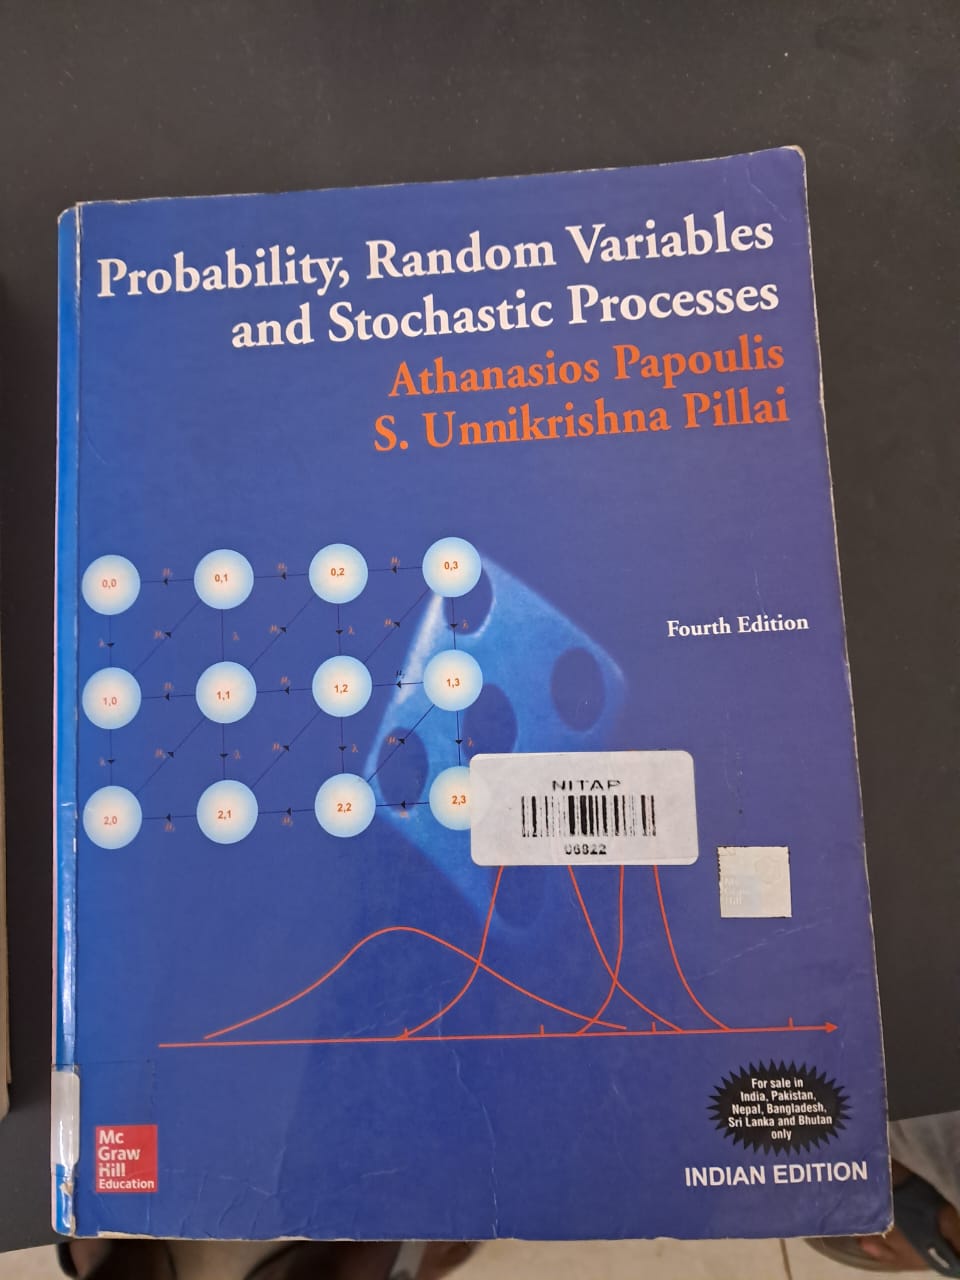 Probability, Random Variables
and Stochastic Processes
Athanasios Papoulis
S. Unnikrishna Pillai
Fourth Edition
0,0
0,1
0,2
0,3
λ
λ
λ
1,0
1,1
1,2
1,3
λ
λ
λ
λ
2,0
2,1
2,2
2,3
NITAP
06822
For sale in
India, Pakistan,
Nepal, Bangladesh,
Sri Lanka and Bhutan
only
INDIAN EDITION
Mc
Graw
Hill
Education